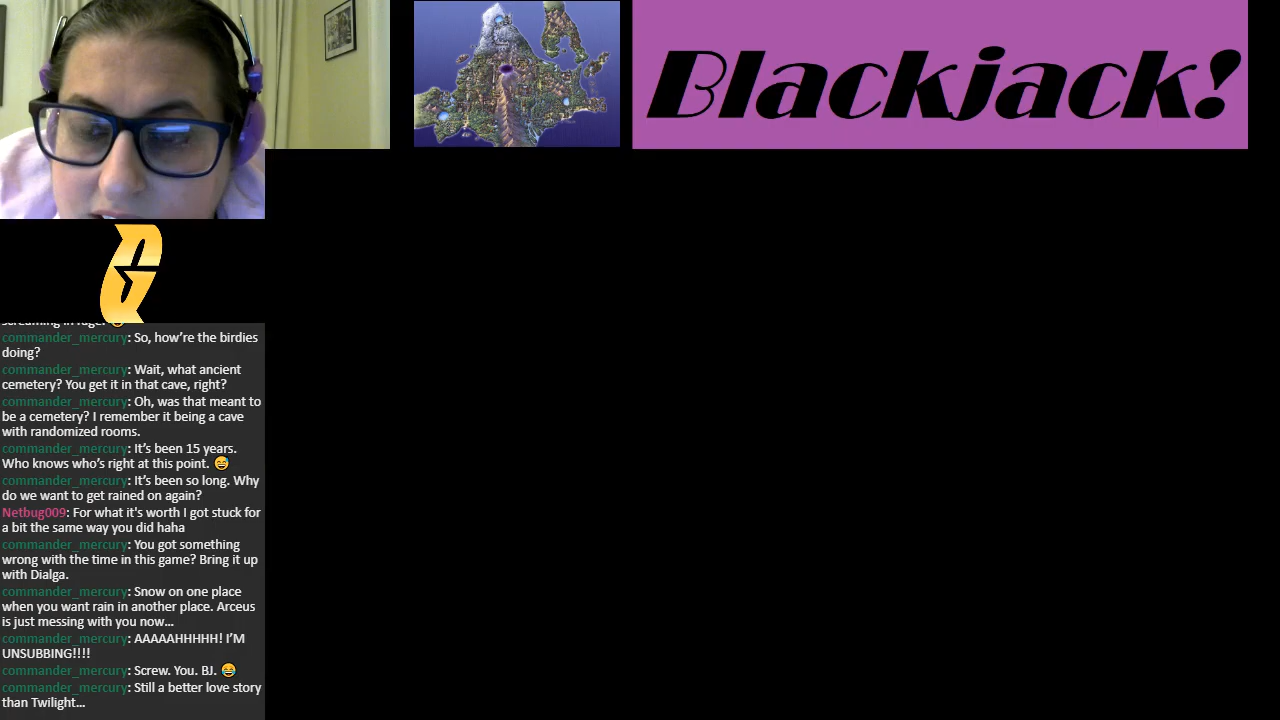 Blackjack!
screaming in rage. 😅
commander_mercury: So, how’re the birdies
doing?
commander_mercury: Wait, what ancient
cemetery? You get it in that cave, right?
commander_mercury: Oh, was that meant to
be a cemetery? I remember it being a cave
with randomized rooms.
commander_mercury: It’s been 15 years.
Who knows who’s right at this point. 😅
commander_mercury: It’s been so long. Why
do we want to get rained on again?
Netbug009: For what it's worth I got stuck for
a bit the same way you did haha
commander_mercury: You got something
wrong with the time in this game? Bring it up
with Dialga.
commander_mercury: Snow on one place
when you want rain in another place. Arceus
is just messing with you now…
commander_mercury: AAAAAHHHHH! I’M
UNSUBBING!!!!
commander_mercury: Screw. You. BJ. 😂
commander_mercury: Still a better love story
than Twilight…